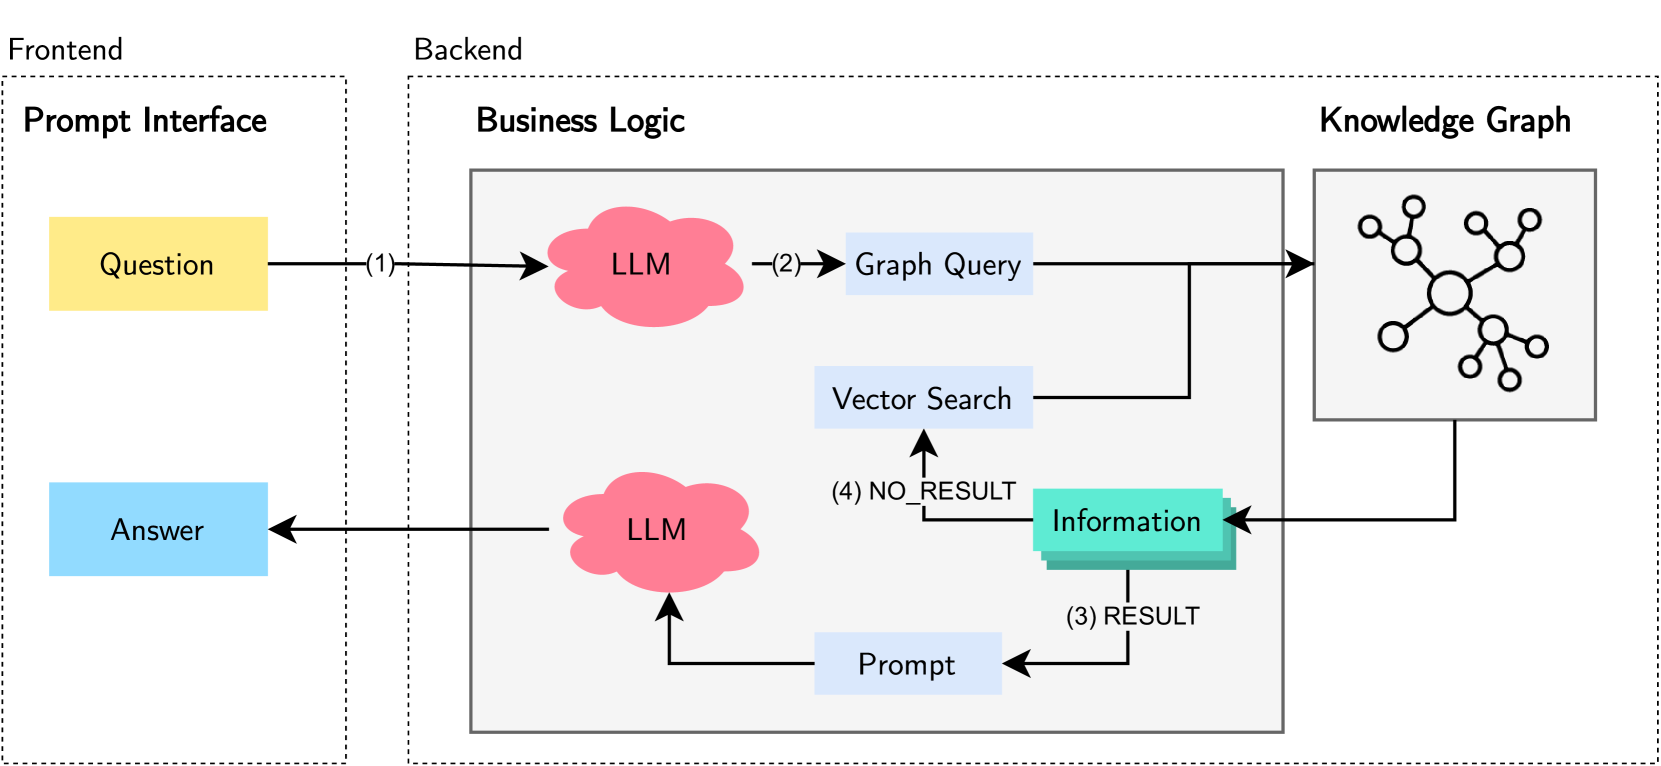 Frontend
Backend
Prompt Interface
Business Logic
Knowledge Graph
Question
(1)
LLM
(2)
Graph Query
Vector Search
(4) NO_RESULT
Information
Answer
LLM
(3) RESULT
Prompt